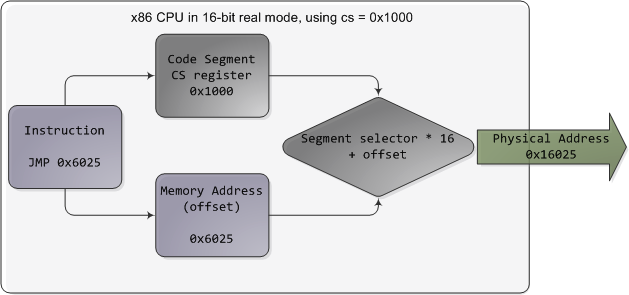 x86 CPU in 16-bit real mode, using cs = 0x1000
Code Segment
CS register
0x1000
Instruction
JMP 0x6025
Segment selector * 16
+ offset
Physical Address
0x16025
Memory Address
(offset)
0x6025